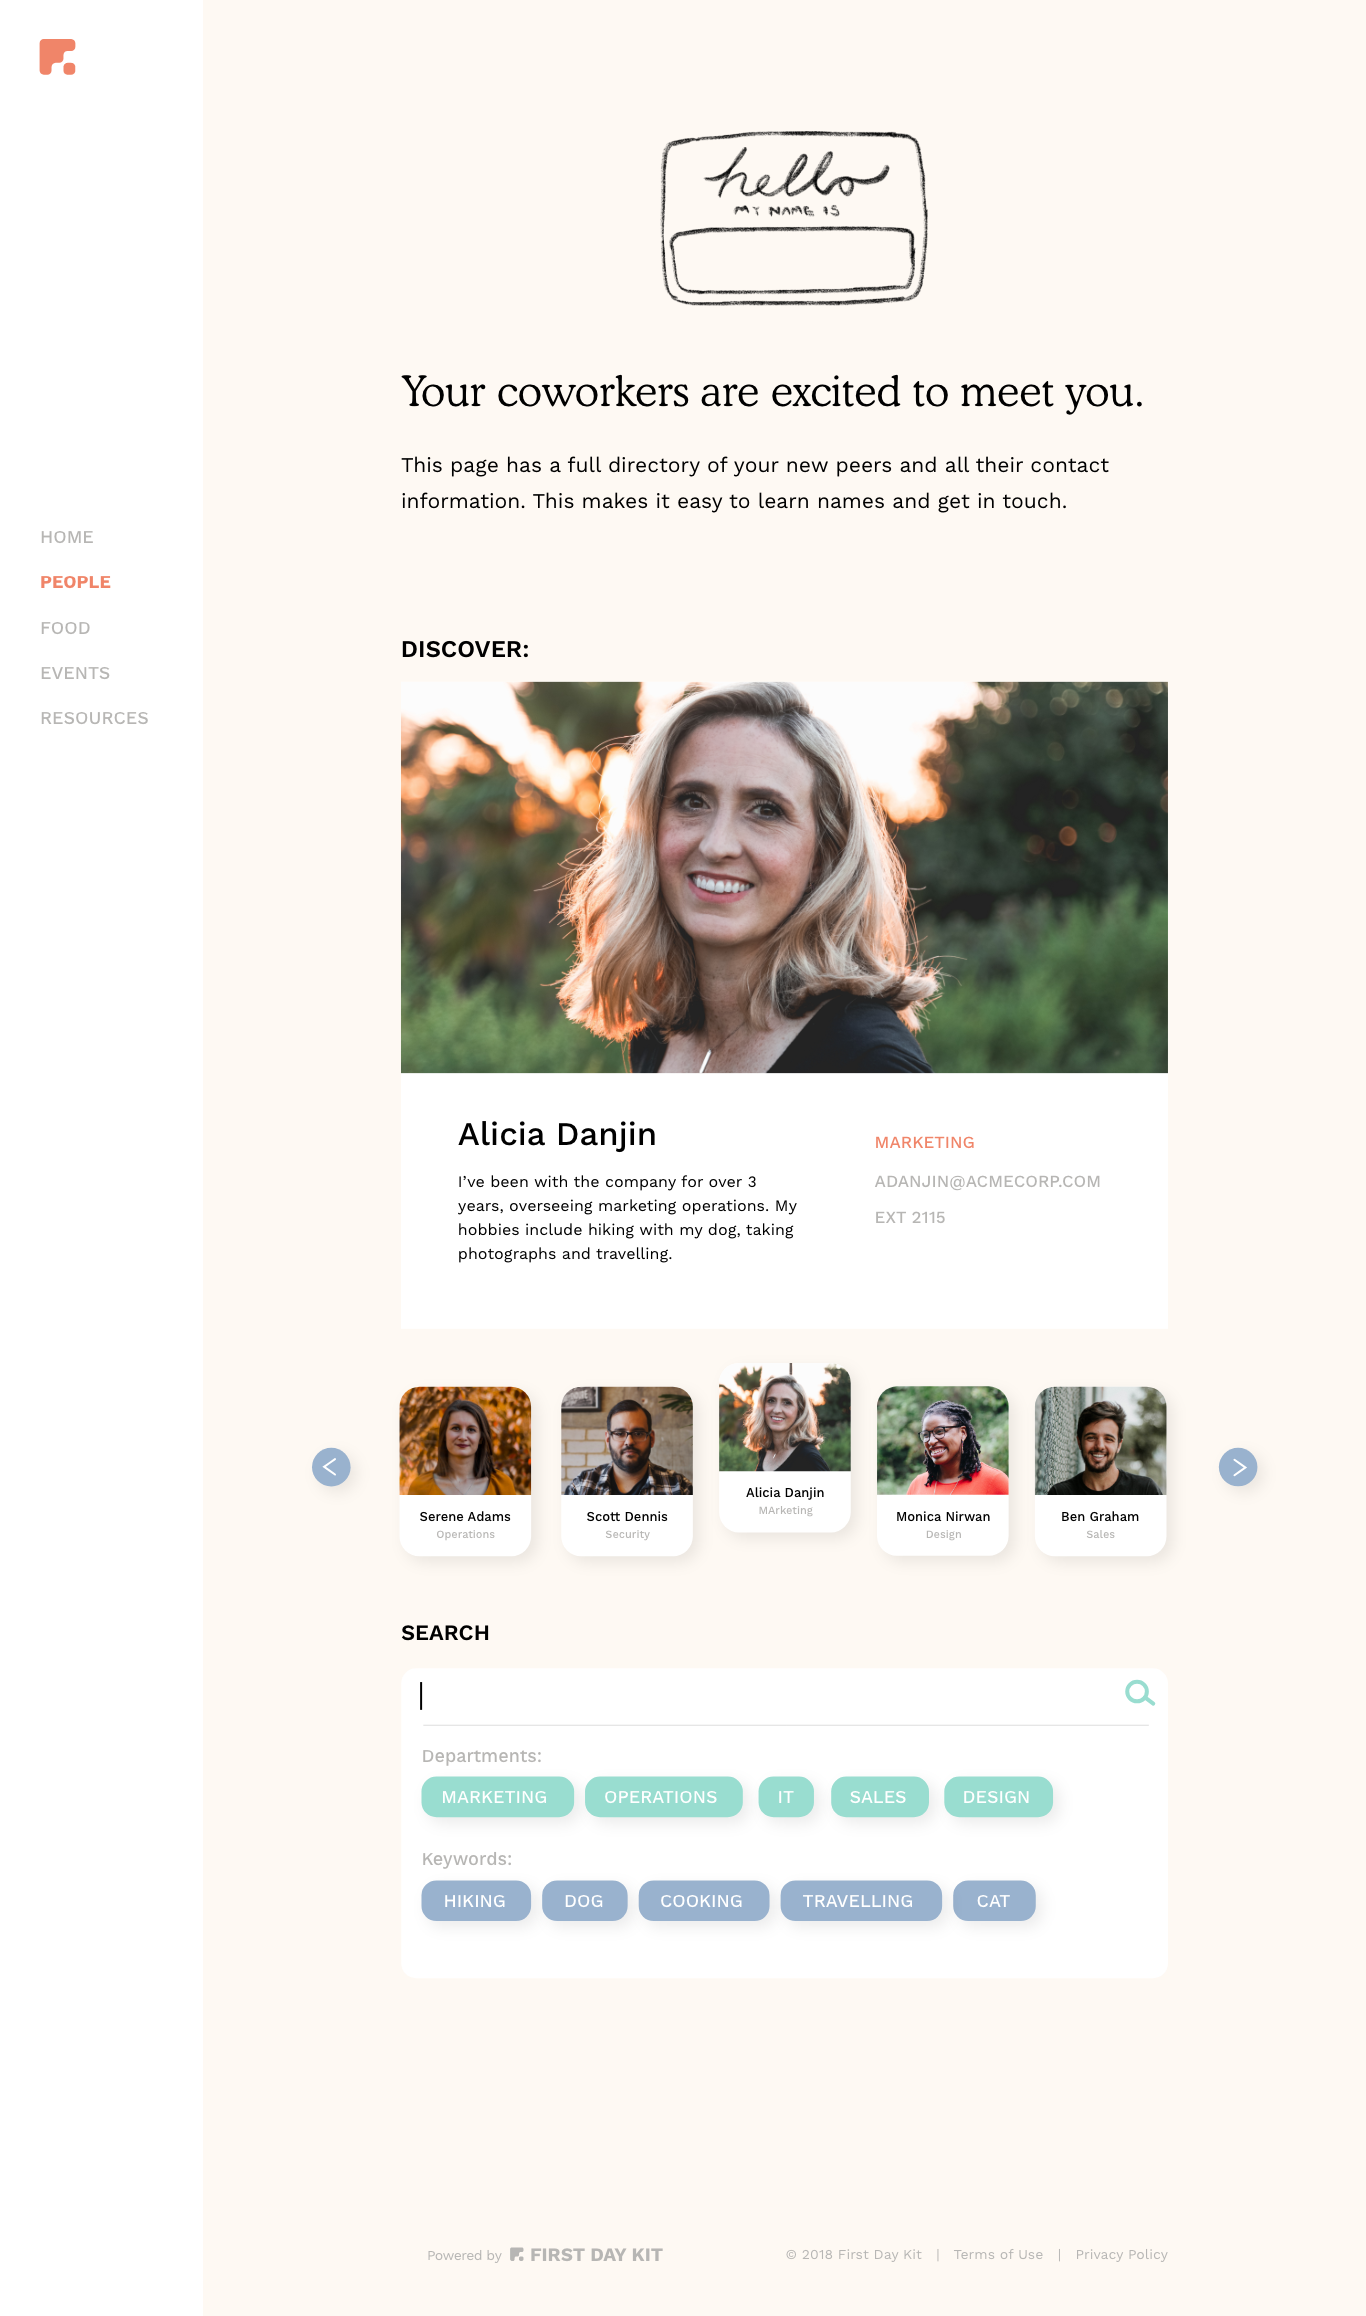 hello
MY NAME IS
Your coworkers are excited to meet you.
This page has a full directory of your new peers and all their contact
information. This makes it easy to learn names and get in touch.
HOME
PEOPLE
FOOD
EVENTS
RESOURCES
DISCOVER:
Alicia Danjin
I’ve been with the company for over 3
years, overseeing marketing operations. My
hobbies include hiking with my dog, taking
photographs and travelling.
MARKETING
ADANJIN@ACMECORP.COM
EXT 2115
<
Serene Adams
Operations
Scott Dennis
Security
Alicia Danjin
MArketing
Monica Nirwan
Design
Ben Graham
Sales
>
SEARCH
Departments:
MARKETING OPERATIONS IT SALES DESIGN
Keywords:
HIKING DOG COOKING TRAVELLING CAT
Powered by FIRST DAY KIT
© 2018 First Day Kit | Terms of Use | Privacy Policy